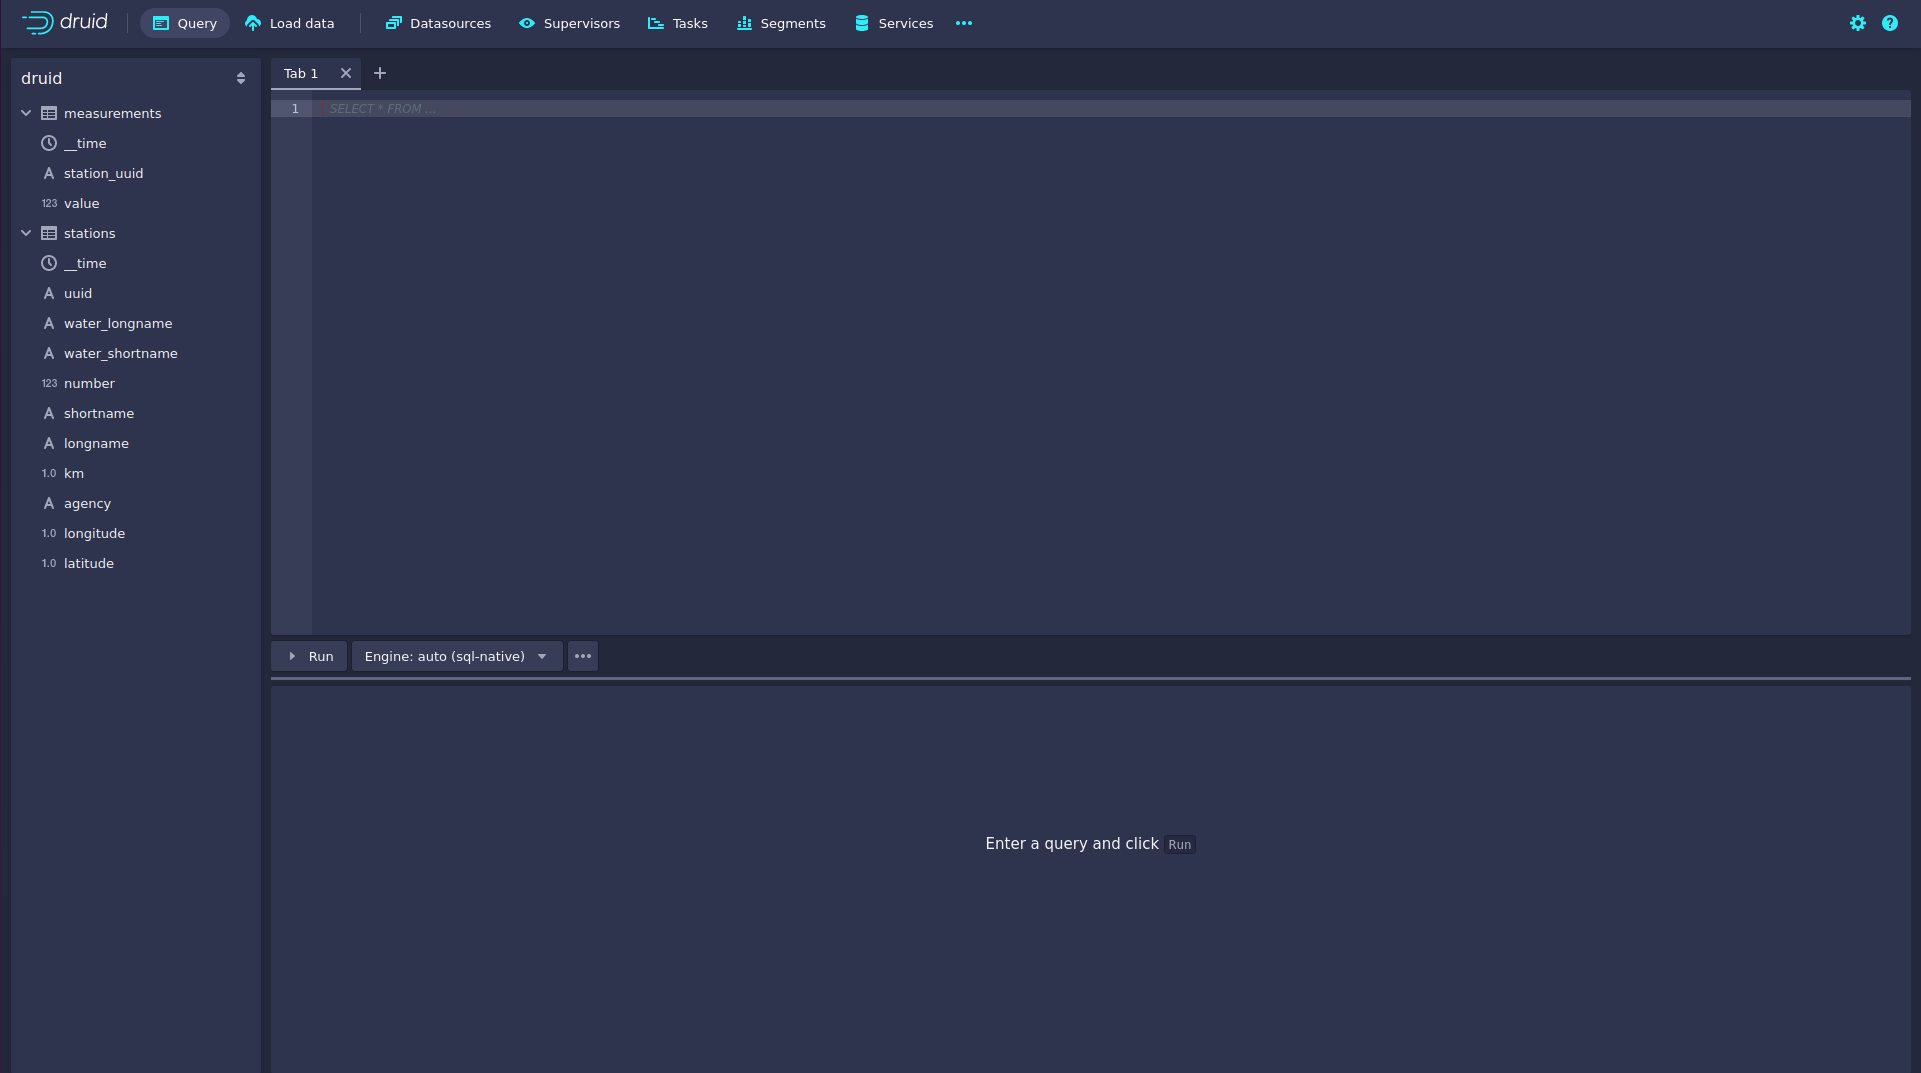 druid Query Load data Datasources Supervisors Tasks Segments Services
druid
measurements
__time
station_uuid
123 value
stations
__time
uuid
water_longname
water_shortname
123 number
shortname
longname
1.0 km
agency
1.0 longitude
1.0 latitude
Tab 1
1 SELECT * FROM ...
Run Engine: auto (sql-native)
Enter a query and click Run